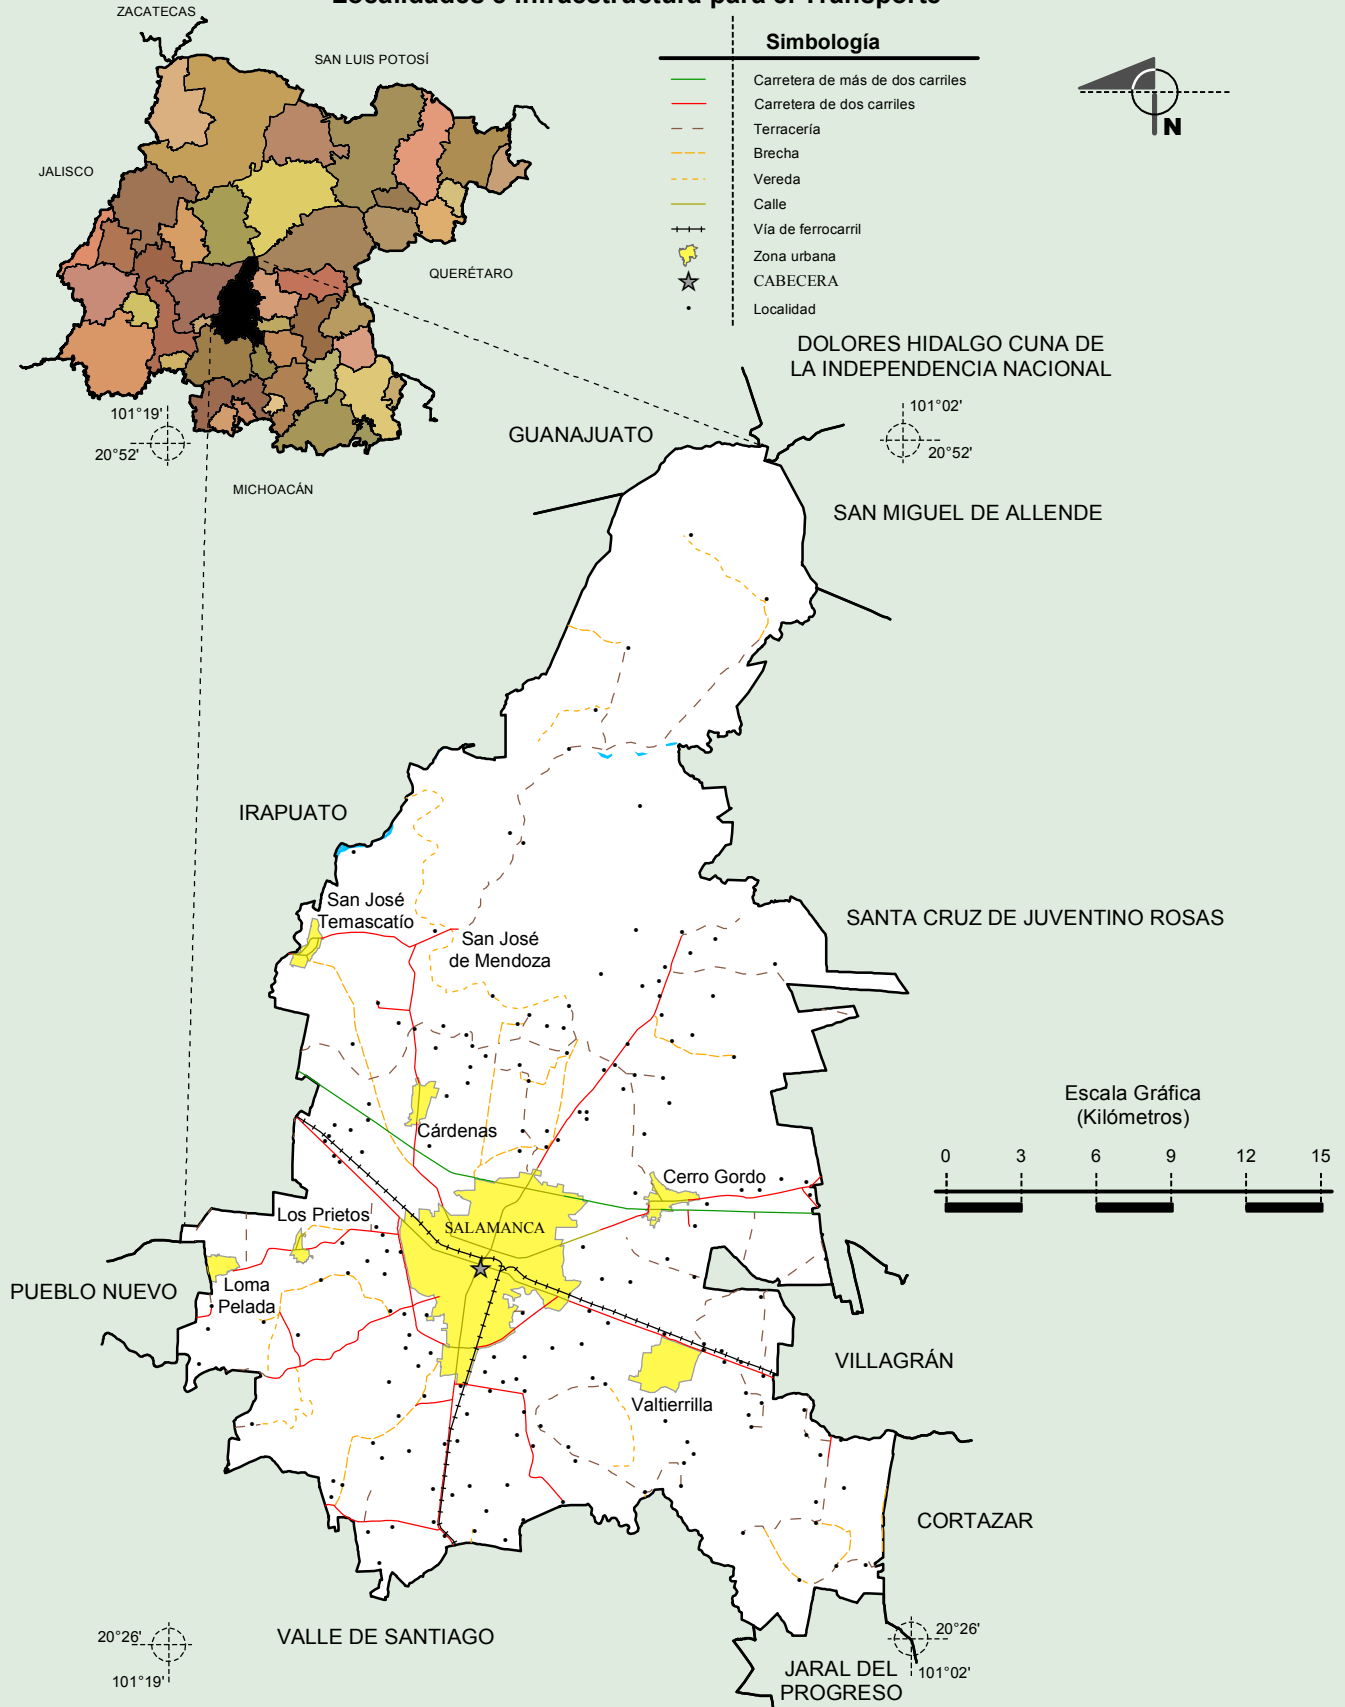 Localidades e Infraestructura para el Transporte
ZACATECAS
SAN LUIS POTOSÍ
JALISCO
QUERÉTARO
MICHOACÁN
Simbología
Carretera de más de dos carriles
Carretera de dos carriles
Terracería
Brecha
Vereda
Calle
Vía de ferrocarril
Zona urbana
CABECERA
Localidad
N
DOLORES HIDALGO CUNA DE
LA INDEPENDENCIA NACIONAL
101°19'
20°52'
101°02'
20°52'
GUANAJUATO
SAN MIGUEL DE ALLENDE
IRAPUATO
San José
Temascatío
San José
de Mendoza
SANTA CRUZ DE JUVENTINO ROSAS
Escala Gráfica
(Kilómetros)
0 3 6 9 12 15
Cárdenas
Cerro Gordo
Los Prietos
SALAMANCA
PUEBLO NUEVO
Loma
Pelada
VILLAGRÁN
Valtierrilla
CORTAZAR
VALLE DE SANTIAGO
20°26'
101°19'
20°26'
101°02'
JARAL DEL
PROGRESO